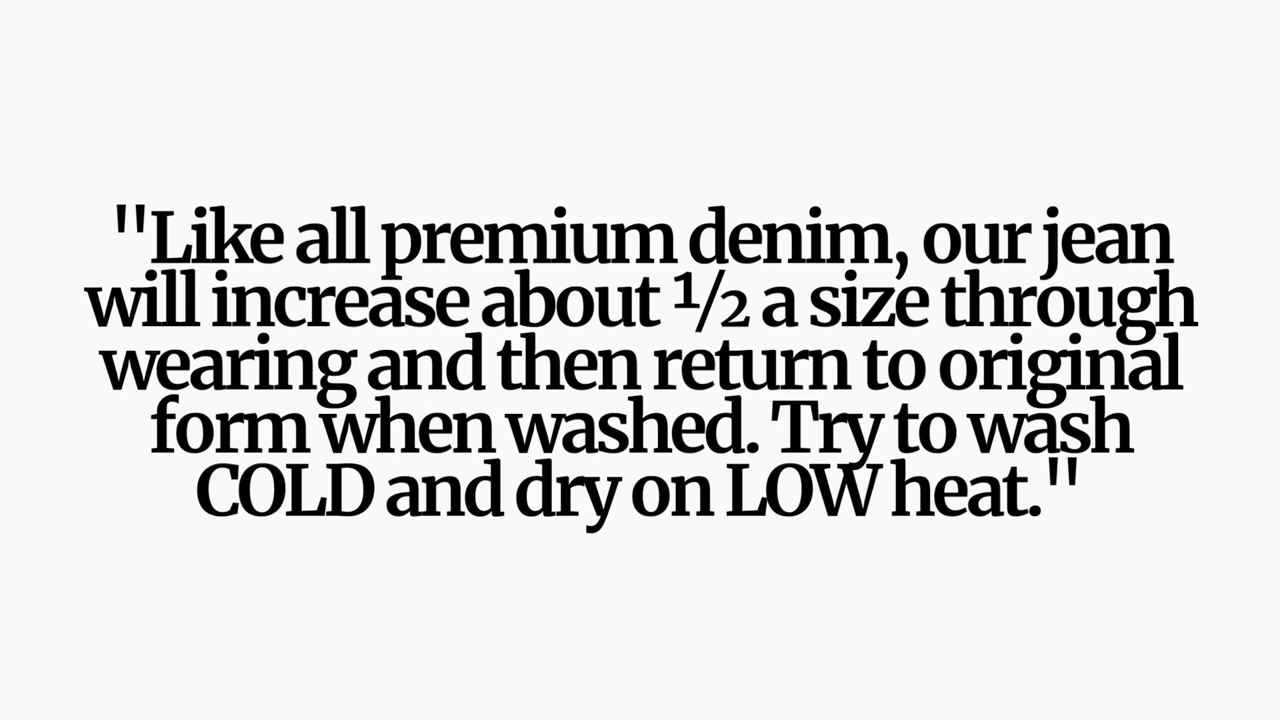 "Like all premium denim, our jean
will increase about ½ a size through
wearing and then return to original
form when washed. Try to wash
COLD and dry on LOW heat."